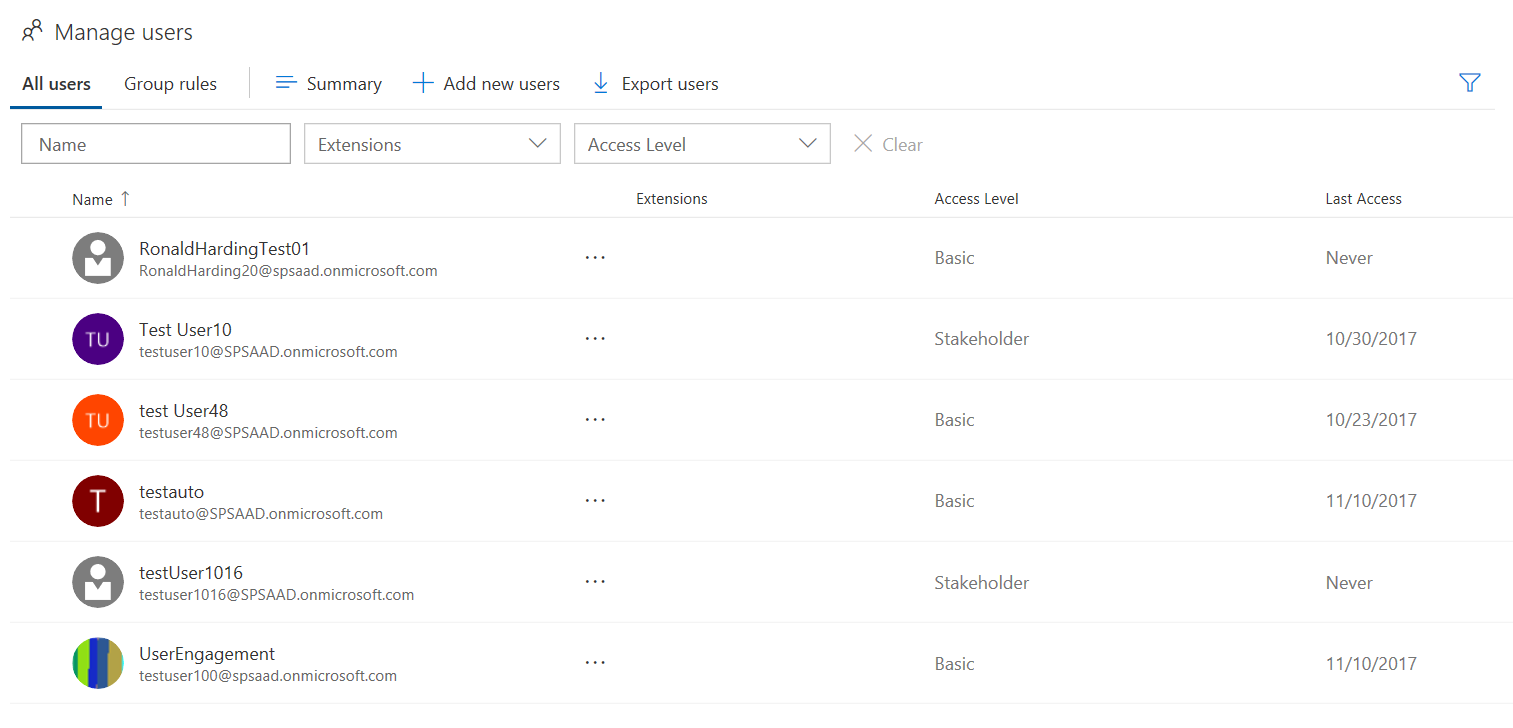 Manage users
All users Group rules Summary Add new users Export users
Name Extensions Access Level Clear
Name ↑ Extensions Access Level Last Access
RonaldHardingTest01
RonaldHarding20@spsaad.onmicrosoft.com ... Basic Never
TU Test User10
testuser10@SPSAAD.onmicrosoft.com ... Stakeholder 10/30/2017
TU test User48
testuser48@SPSAAD.onmicrosoft.com ... Basic 10/23/2017
T testauto
testauto@SPSAAD.onmicrosoft.com ... Basic 11/10/2017
testUser1016
testuser1016@SPSAAD.onmicrosoft.com ... Stakeholder Never
UserEngagement
testuser100@spsaad.onmicrosoft.com ... Basic 11/10/2017